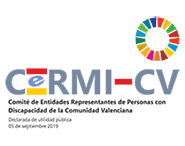 CERMI-CV
Comité de Entidades Representantes de Personas con
Discapacidad de la Comunidad Valenciana
Declarada de utilidad pública
05 de septiembre 2019